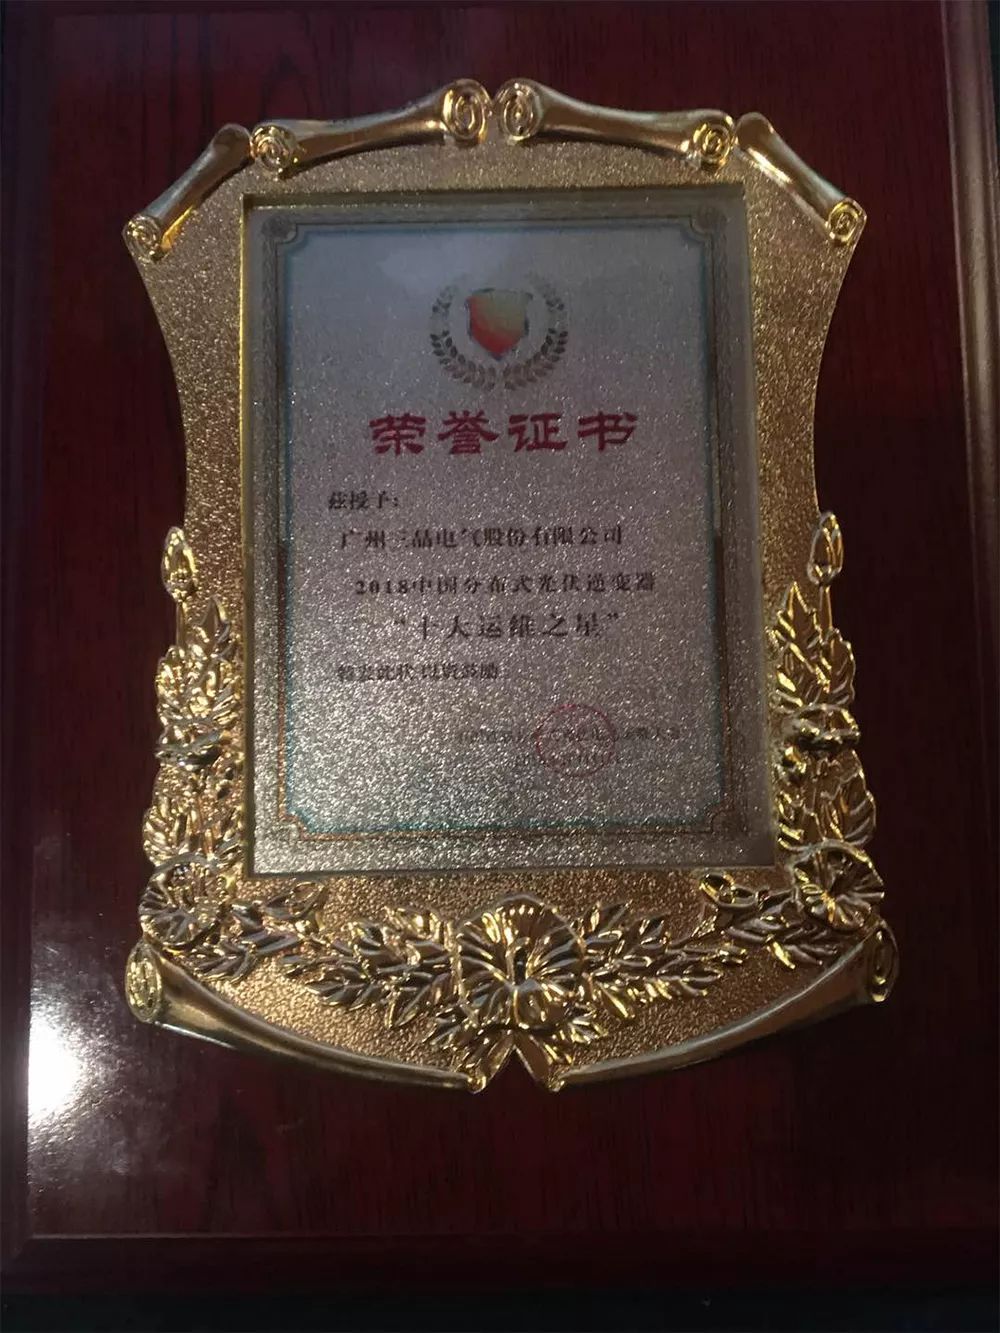 荣誉证书
兹授予：
广州三晶电气股份有限公司
2018中国分布式光伏逆变器
“十大运维之星”
特发此状 以资鼓励